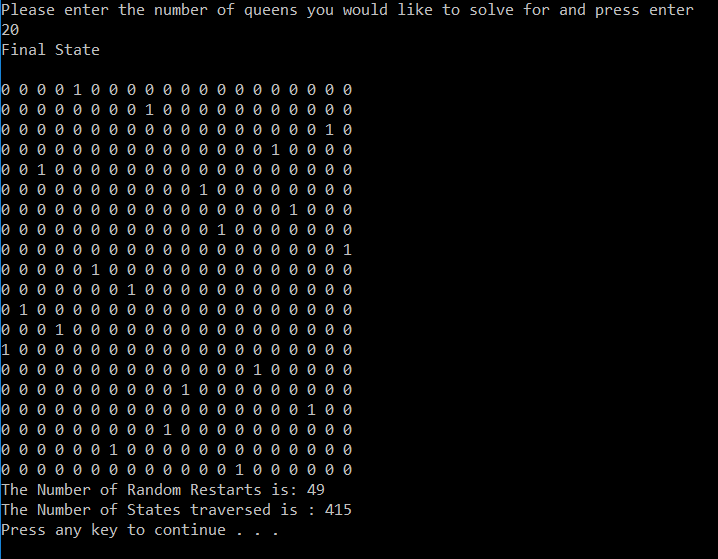 Please enter the number of queens you would like to solve for and press enter
20
Final State
0 0 0 0 1 0 0 0 0 0 0 0 0 0 0 0 0 0 0 0
0 0 0 0 0 0 0 0 1 0 0 0 0 0 0 0 0 0 0 0
0 0 0 0 0 0 0 0 0 0 0 0 0 0 0 0 0 0 1 0
0 0 0 0 0 0 0 0 0 0 0 0 0 0 0 1 0 0 0 0
0 0 1 0 0 0 0 0 0 0 0 0 0 0 0 0 0 0 0 0
0 0 0 0 0 0 0 0 0 0 0 1 0 0 0 0 0 0 0 0
0 0 0 0 0 0 0 0 0 0 0 0 0 0 0 0 1 0 0 0
0 0 0 0 0 0 0 0 0 0 0 0 1 0 0 0 0 0 0 0
0 0 0 0 0 0 0 0 0 0 0 0 0 0 0 0 0 0 0 1
0 0 0 0 0 1 0 0 0 0 0 0 0 0 0 0 0 0 0 0
0 0 0 0 0 0 0 1 0 0 0 0 0 0 0 0 0 0 0 0
0 1 0 0 0 0 0 0 0 0 0 0 0 0 0 0 0 0 0 0
0 0 0 1 0 0 0 0 0 0 0 0 0 0 0 0 0 0 0 0
1 0 0 0 0 0 0 0 0 0 0 0 0 0 0 0 0 0 0 0
0 0 0 0 0 0 0 0 0 0 0 0 0 0 1 0 0 0 0 0
0 0 0 0 0 0 0 0 0 0 1 0 0 0 0 0 0 0 0 0
0 0 0 0 0 0 0 0 0 0 0 0 0 0 0 0 0 1 0 0
0 0 0 0 0 0 0 0 0 1 0 0 0 0 0 0 0 0 0 0
0 0 0 0 0 0 1 0 0 0 0 0 0 0 0 0 0 0 0 0
0 0 0 0 0 0 0 0 0 0 0 0 0 1 0 0 0 0 0 0
The Number of Random Restarts is: 49
The Number of States traversed is : 415
Press any key to continue . . .